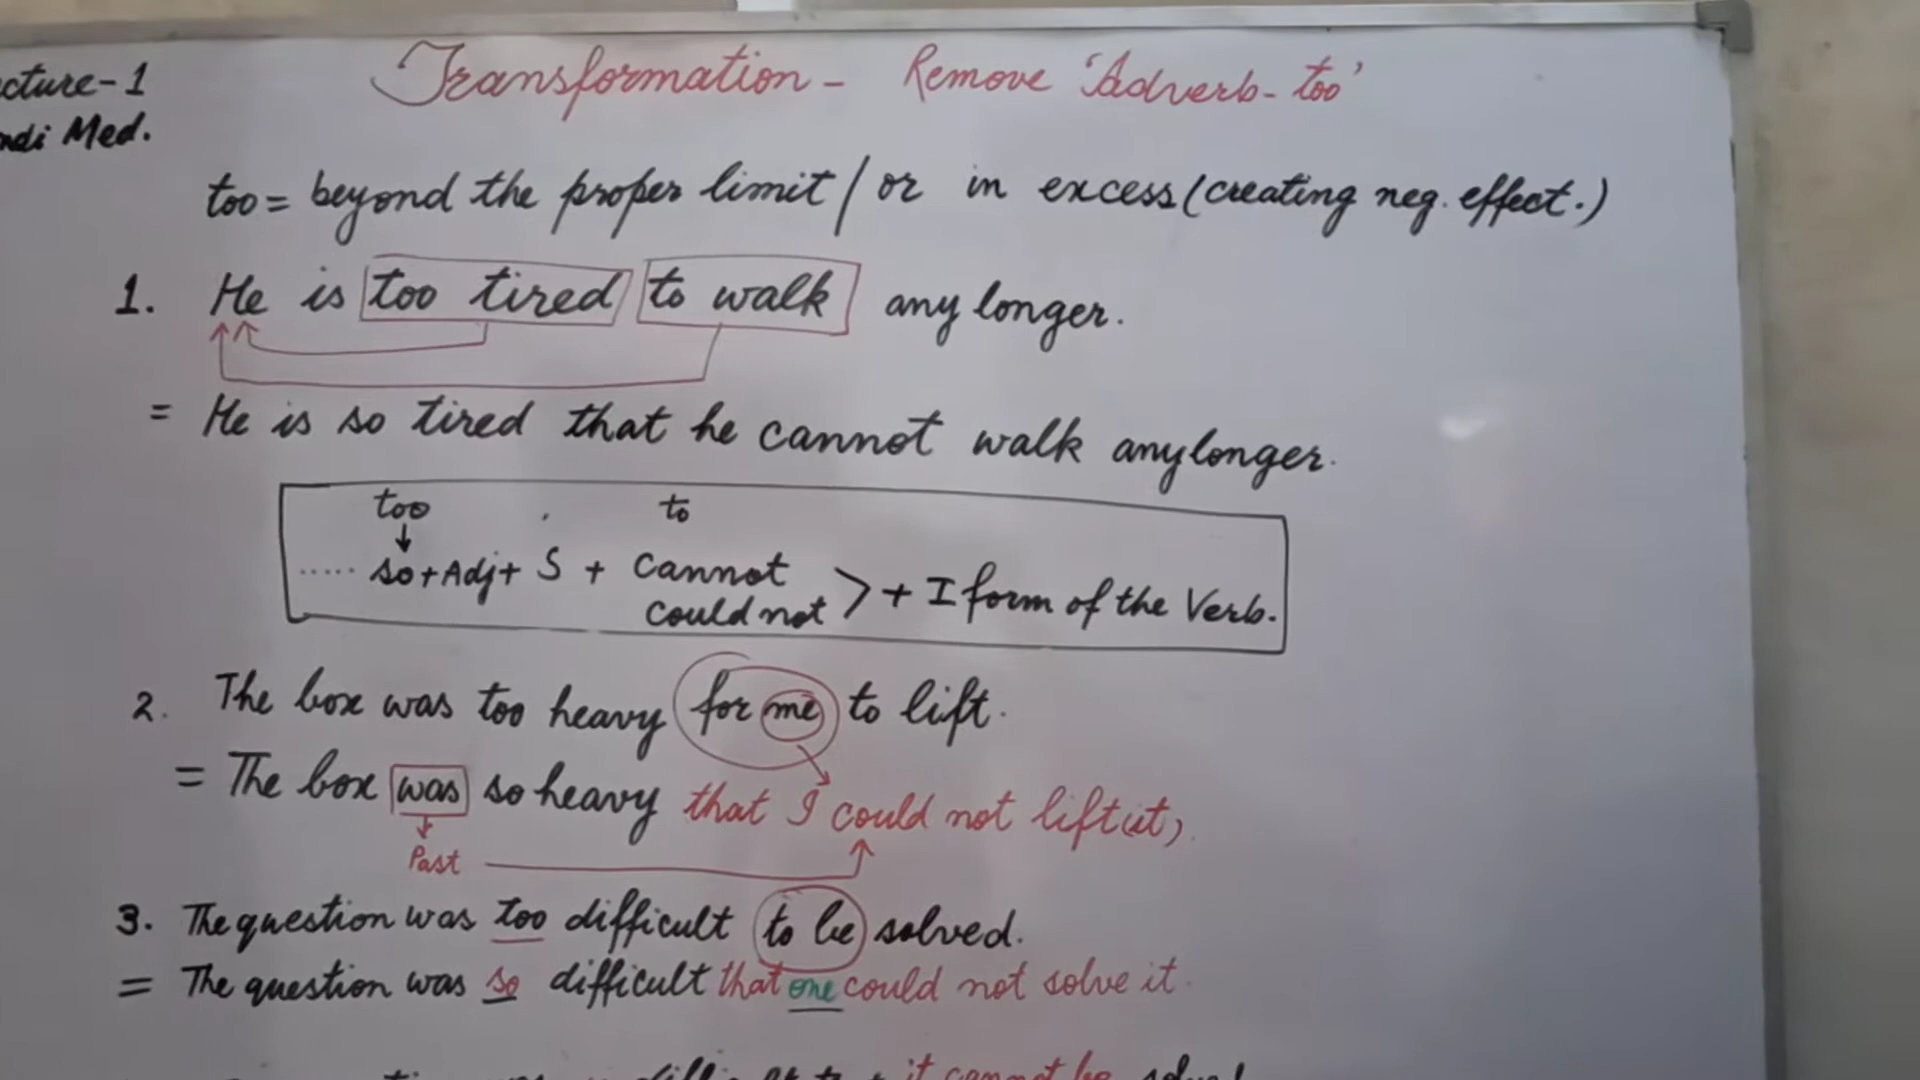 cture-1
ndi Med.
Transformation - Remove 'Adverb- too'
too = beyond the proper limit / or in excess (creating neg. effect.)
1. He is too tired to walk any longer.
= He is so tired that he cannot walk anylonger.
too to
..... so + Adj + S + cannot
could not > + I form of the Verb.
2. The box was too heavy for me to lift.
= The box was so heavy that I could not lift (it).
Past
3. The question was too difficult to be solved.
= The question was so difficult that one could not solve it.
it cannot be